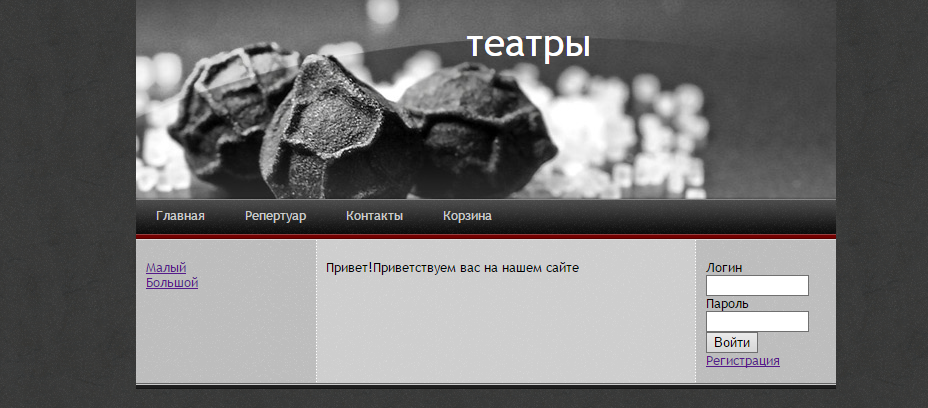 театры
Главная Репертуар Контакты Корзина
Малый
Большой
Привет!Приветствуем вас на нашем сайте
Логин
Пароль
Войти
Регистрация